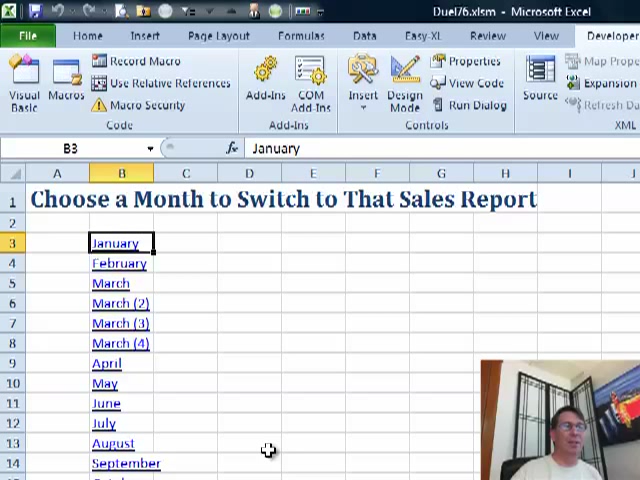 Duel76.xlsm - Microsoft Excel
File Home Insert Page Layout Formulas Data Easy-XL Review View Developer
Visual Basic
Macros
Record Macro
Use Relative References
Macro Security
Code
Add-Ins
COM Add-Ins
Add-Ins
Insert
Design Mode
Properties
View Code
Run Dialog
Controls
Source
Map Prope
Expansion
Refresh Da
XML
B3 fx January
A B C D E F G H I J
1 Choose a Month to Switch to That Sales Report
2
3 January
4 February
5 March
6 March (2)
7 March (3)
8 March (4)
9 April
10 May
11 June
12 July
13 August
14 September